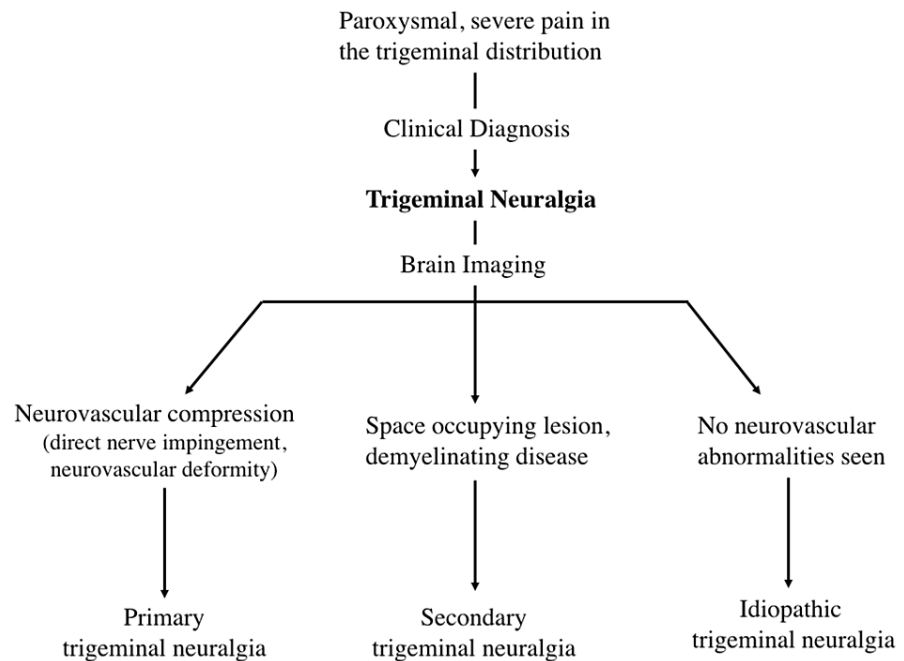 Paroxysmal, severe pain in
the trigeminal distribution
Clinical Diagnosis
Trigeminal Neuralgia
Brain Imaging
Neurovascular compression
(direct nerve impingement,
neurovascular deformity)
Space occupying lesion,
demyelinating disease
No neurovascular
abnormalities seen
Primary
trigeminal neuralgia
Secondary
trigeminal neuralgia
Idiopathic
trigeminal neuralgia